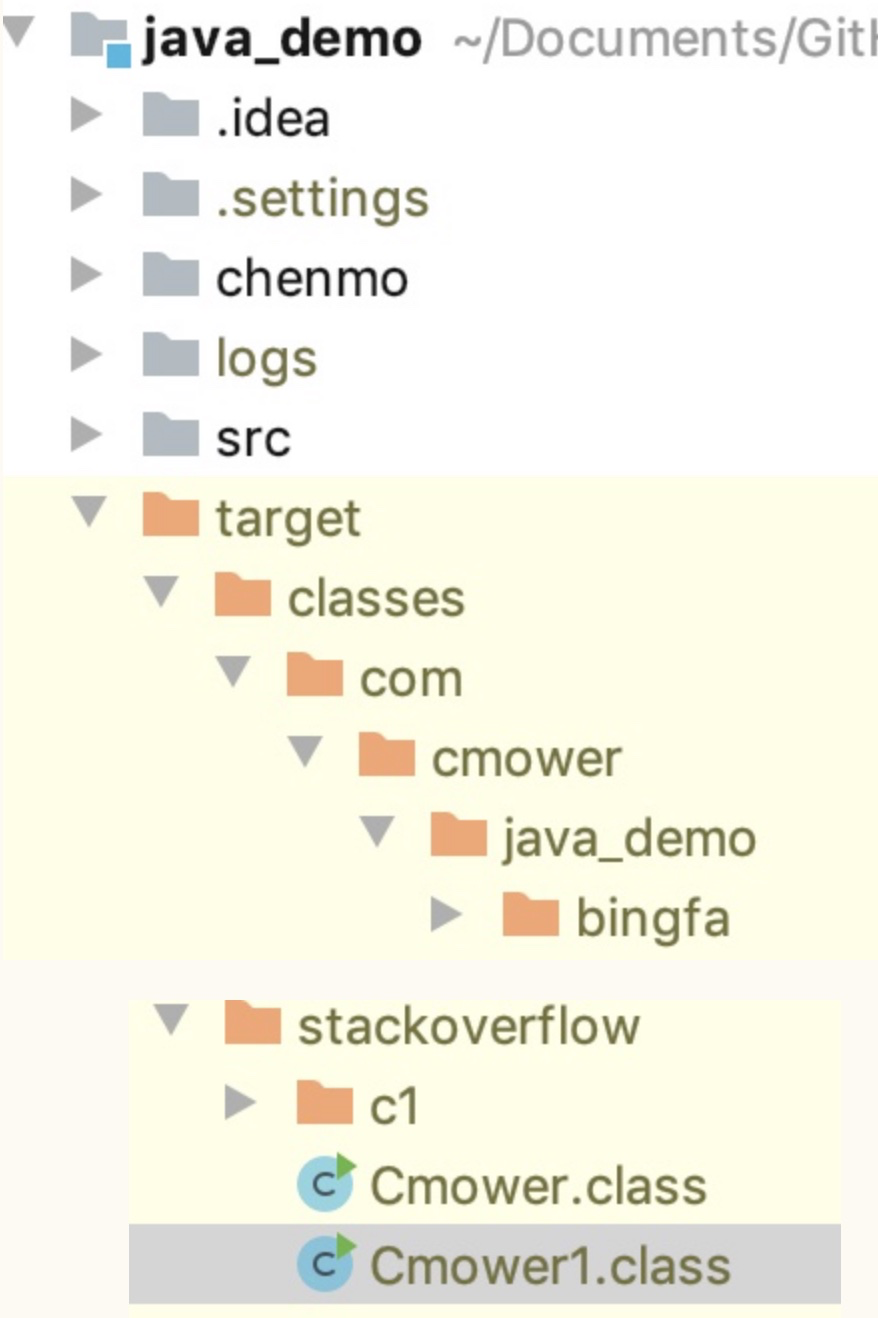 java_demo ~/Documents/Git
.idea
.settings
chenmo
logs
src
target
classes
com
cmower
java_demo
bingfa
stackoverflow
c1
C Cmower.class
C Cmower1.class